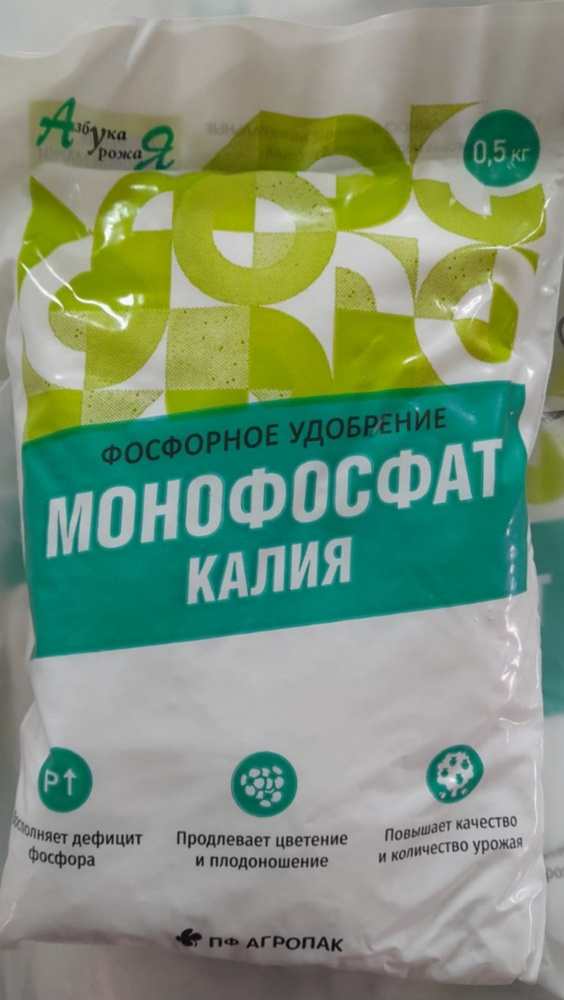 Азбука
урожаЯ
0,5 кг
ФОСФОРНОЕ УДОБРЕНИЕ
МОНОФОСФАТ
КАЛИЯ
P↑
дефицит
фосфора
Продлевает цветение
и плодоношение
Повышает качество
и количество урожая
ПФ АГРОПАК